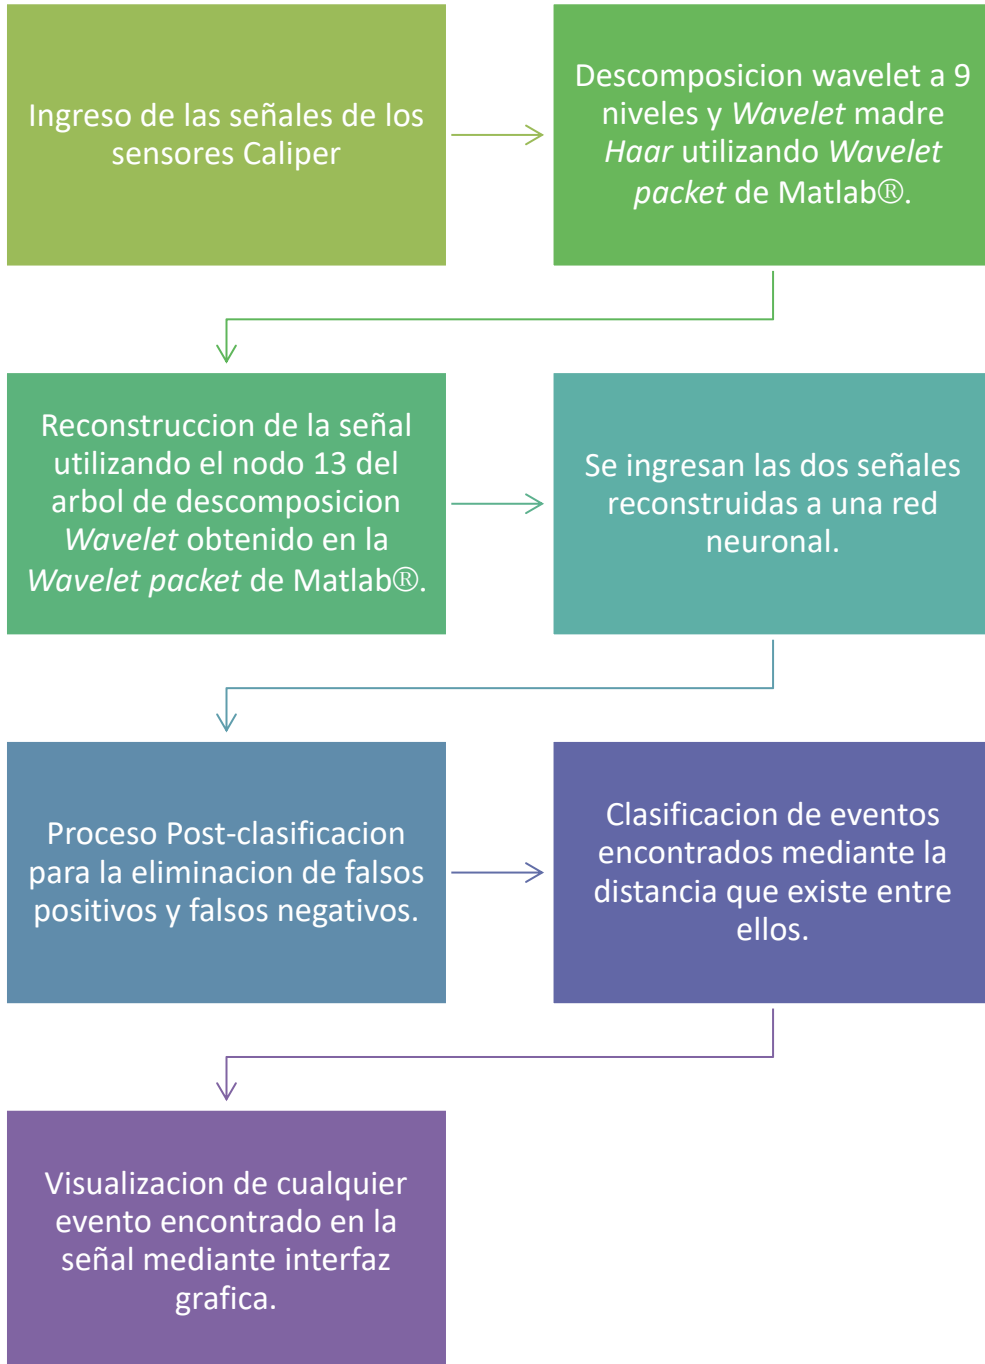 Ingreso de las señales de los
sensores Caliper
Descomposicion wavelet a 9
niveles y Wavelet madre
Haar utilizando Wavelet
packet de Matlab®.
Reconstruccion de la señal
utilizando el nodo 13 del
arbol de descomposicion
Wavelet obtenido en la
Wavelet packet de Matlab®.
Se ingresan las dos señales
reconstruidas a una red
neuronal.
Proceso Post-clasificacion
para la eliminacion de falsos
positivos y falsos negativos.
Clasificacion de eventos
encontrados mediante la
distancia que existe entre
ellos.
Visualizacion de cualquier
evento encontrado en la
señal mediante interfaz
grafica.